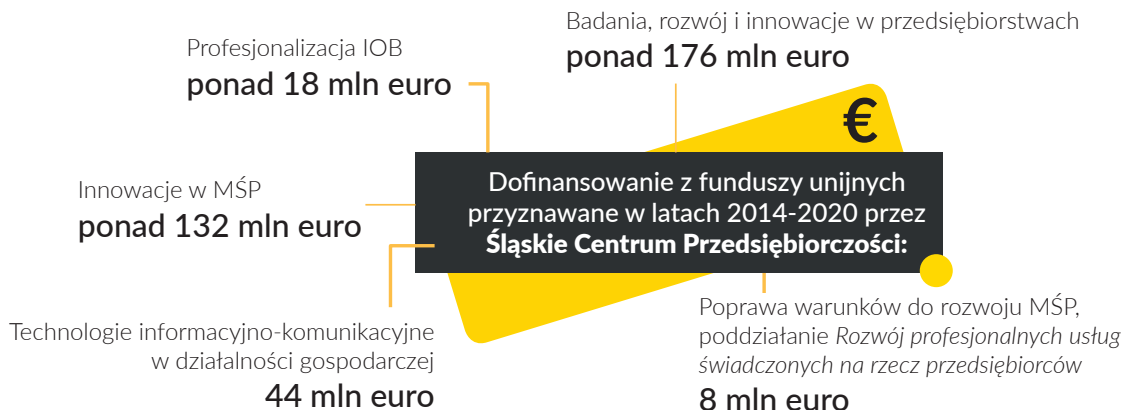 Badania, rozwój i innowacje w przedsiębiorstwach
ponad 176 mln euro
Profesjonalizacja IOB
ponad 18 mln euro
€
Innowacje w MŚP
ponad 132 mln euro
Dofinansowanie z funduszy unijnych
przyznawane w latach 2014-2020 przez
Śląskie Centrum Przedsiębiorczości:
Technologie informacyjno-komunikacyjne
w działalności gospodarczej
44 mln euro
Poprawa warunków do rozwoju MŚP,
poddziałanie Rozwój profesjonalnych usług
świadczonych na rzecz przedsiębiorców
8 mln euro